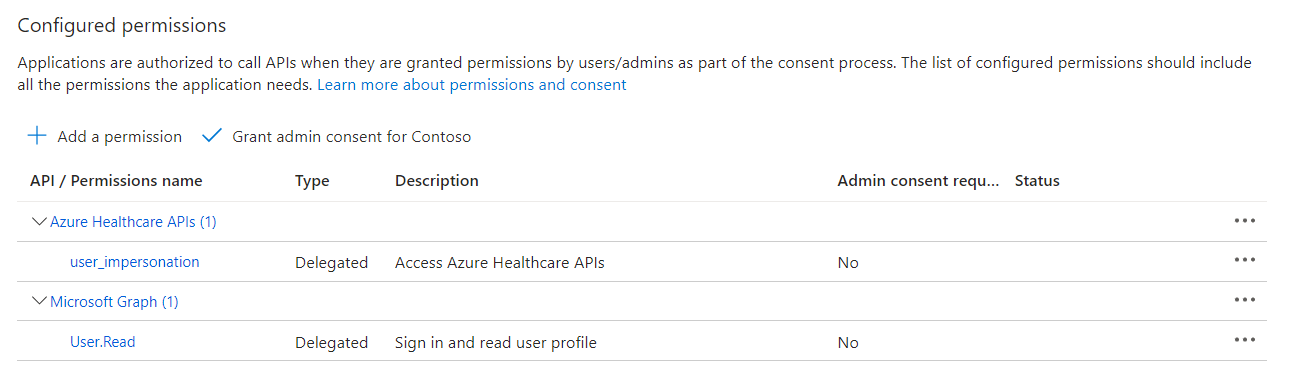 Configured permissions
Applications are authorized to call APIs when they are granted permissions by users/admins as part of the consent process. The list of configured permissions should include
all the permissions the application needs. Learn more about permissions and consent
Add a permission Grant admin consent for Contoso
API / Permissions name Type Description Admin consent requ... Status
Azure Healthcare APIs (1)
user_impersonation Delegated Access Azure Healthcare APIs No
Microsoft Graph (1)
User.Read Delegated Sign in and read user profile No